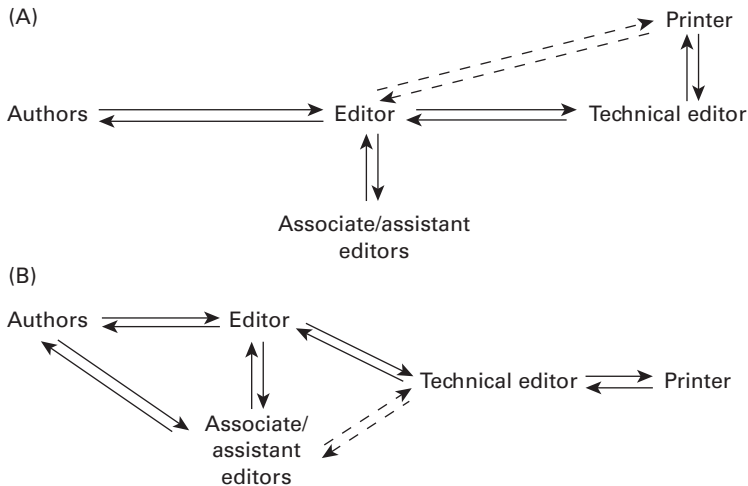 (A)
Printer
Authors
Editor
Technical editor
Associate/assistant
editors
(B)
Authors
Editor
Technical editor
Printer
Associate/
assistant
editors